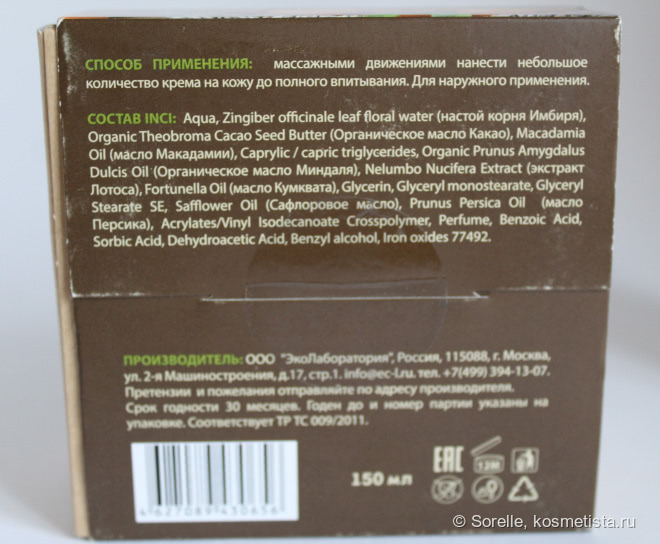 СПОСОБ ПРИМЕНЕНИЯ: массажными движениями нанести небольшое
количество крема на кожу до полного впитывания. Для наружного применения.
СОСТАВ INCI: Aqua, Zingiber officinale leaf floral water (настой корня Имбиря),
Organic Theobroma Cacao Seed Butter (Органическое масло Какао), Macadamia
Oil (масло Макадамии), Caprylic / capric triglycerides, Organic Prunus Amygdalus
Dulcis Oil (Органическое масло Миндаля), Nelumbo Nucifera Extract (экстракт
Лотоса), Fortunella Oil (масло Кумквата), Glycerin, Glyceryl monostearate, Glyceryl
Stearate SE, Safflower Oil (Сафлоровое масло), Prunus Persica Oil (масло
Персика), Acrylates/Vinyl Isodecanoate Crosspolymer, Perfume, Benzoic Acid,
Sorbic Acid, Dehydroacetic Acid, Benzyl alcohol, Iron oxides 77492.
ПРОИЗВОДИТЕЛЬ: ООО "ЭкоЛаборатория", Россия, 115088, г. Москва,
ул. 2-я Машиностроения, д.17, стр.1. info@ec-l.ru. тел. +7(499) 394-13-07.
Претензии и пожелания отправляйте по адресу производителя.
Срок годности 30 месяцев. Годен до и номер партии указаны на
упаковке. Соответствует ТР ТС 009/2011.
150 мл
EAC
12M
4 627089 430656
© Sorelle, kosmetista.ru